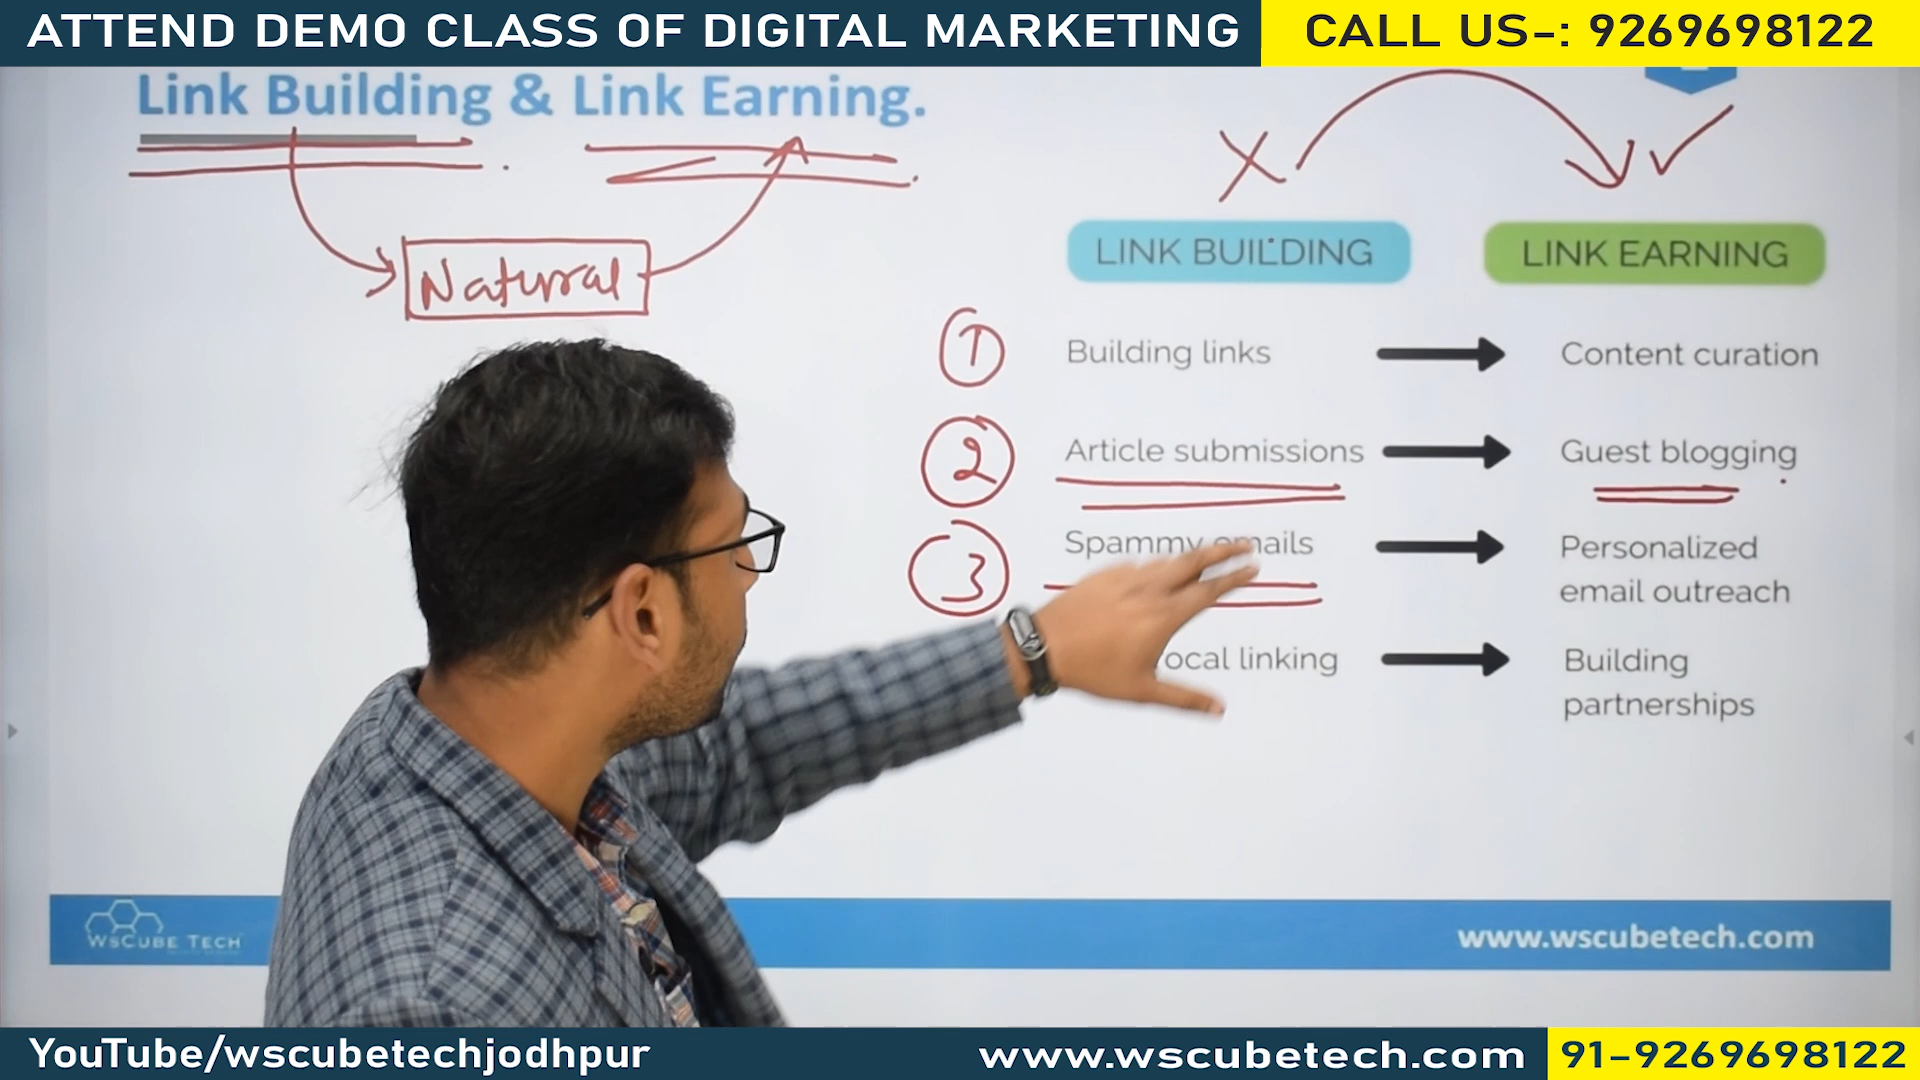 ATTEND DEMO CLASS OF DIGITAL MARKETING
CALL US-: 9269698122
Link Building & Link Earning.
Natural
LINK BUILDING
LINK EARNING
1 Building links
Content curation
2 Article submissions
Guest blogging
3 Spammy emails
Personalized
email outreach
ocal linking
Building
partnerships
WSCUBE TECH
www.wscubetech.com
YouTube/wscubetechjodhpur
www.wscubetech.com
91-9269698122